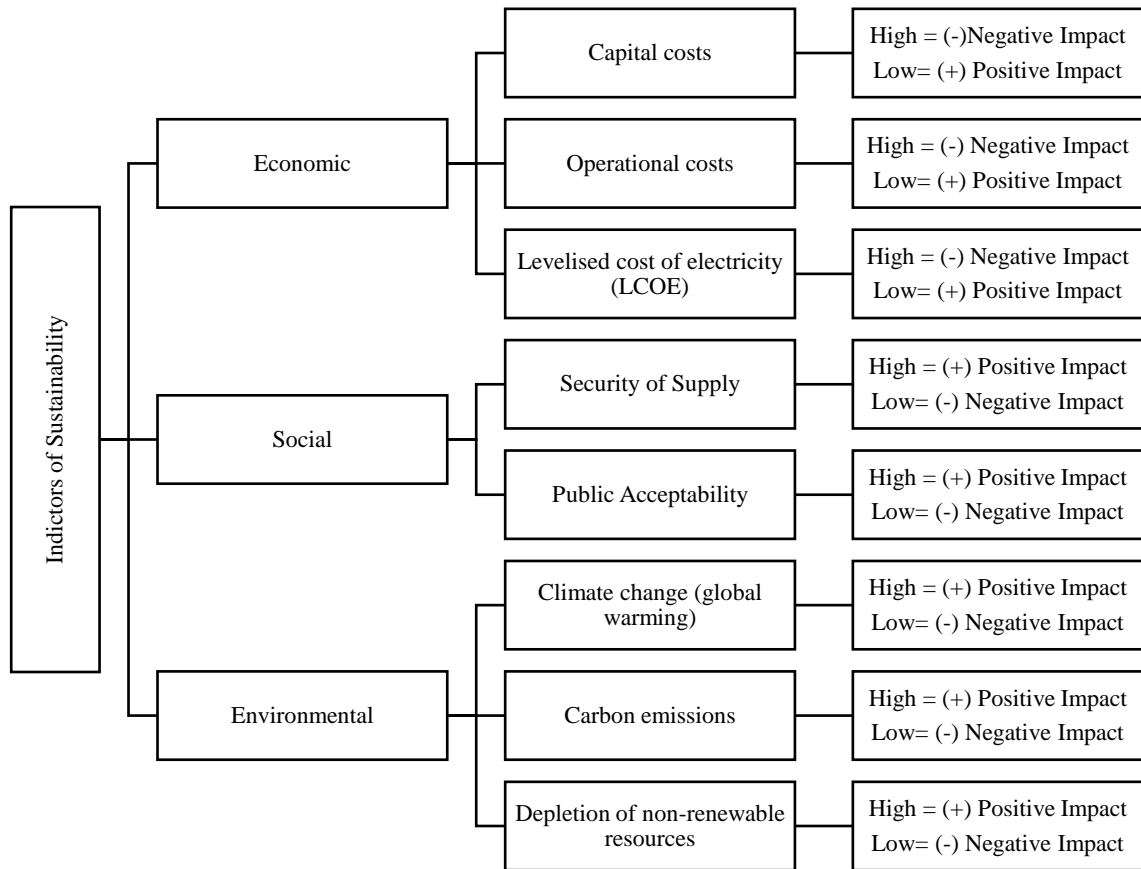 Indictors of Sustainability
Economic
Capital costs
High = (-)Negative Impact
Low= (+) Positive Impact
Operational costs
High = (-) Negative Impact
Low= (+) Positive Impact
Levelised cost of electricity
(LCOE)
High = (-) Negative Impact
Low= (+) Positive Impact
Social
Security of Supply
High = (+) Positive Impact
Low= (-) Negative Impact
Public Acceptability
High = (+) Positive Impact
Low= (-) Negative Impact
Environmental
Climate change (global
warming)
High = (+) Positive Impact
Low= (-) Negative Impact
Carbon emissions
High = (+) Positive Impact
Low= (-) Negative Impact
Depletion of non-renewable
resources
High = (+) Positive Impact
Low= (-) Negative Impact